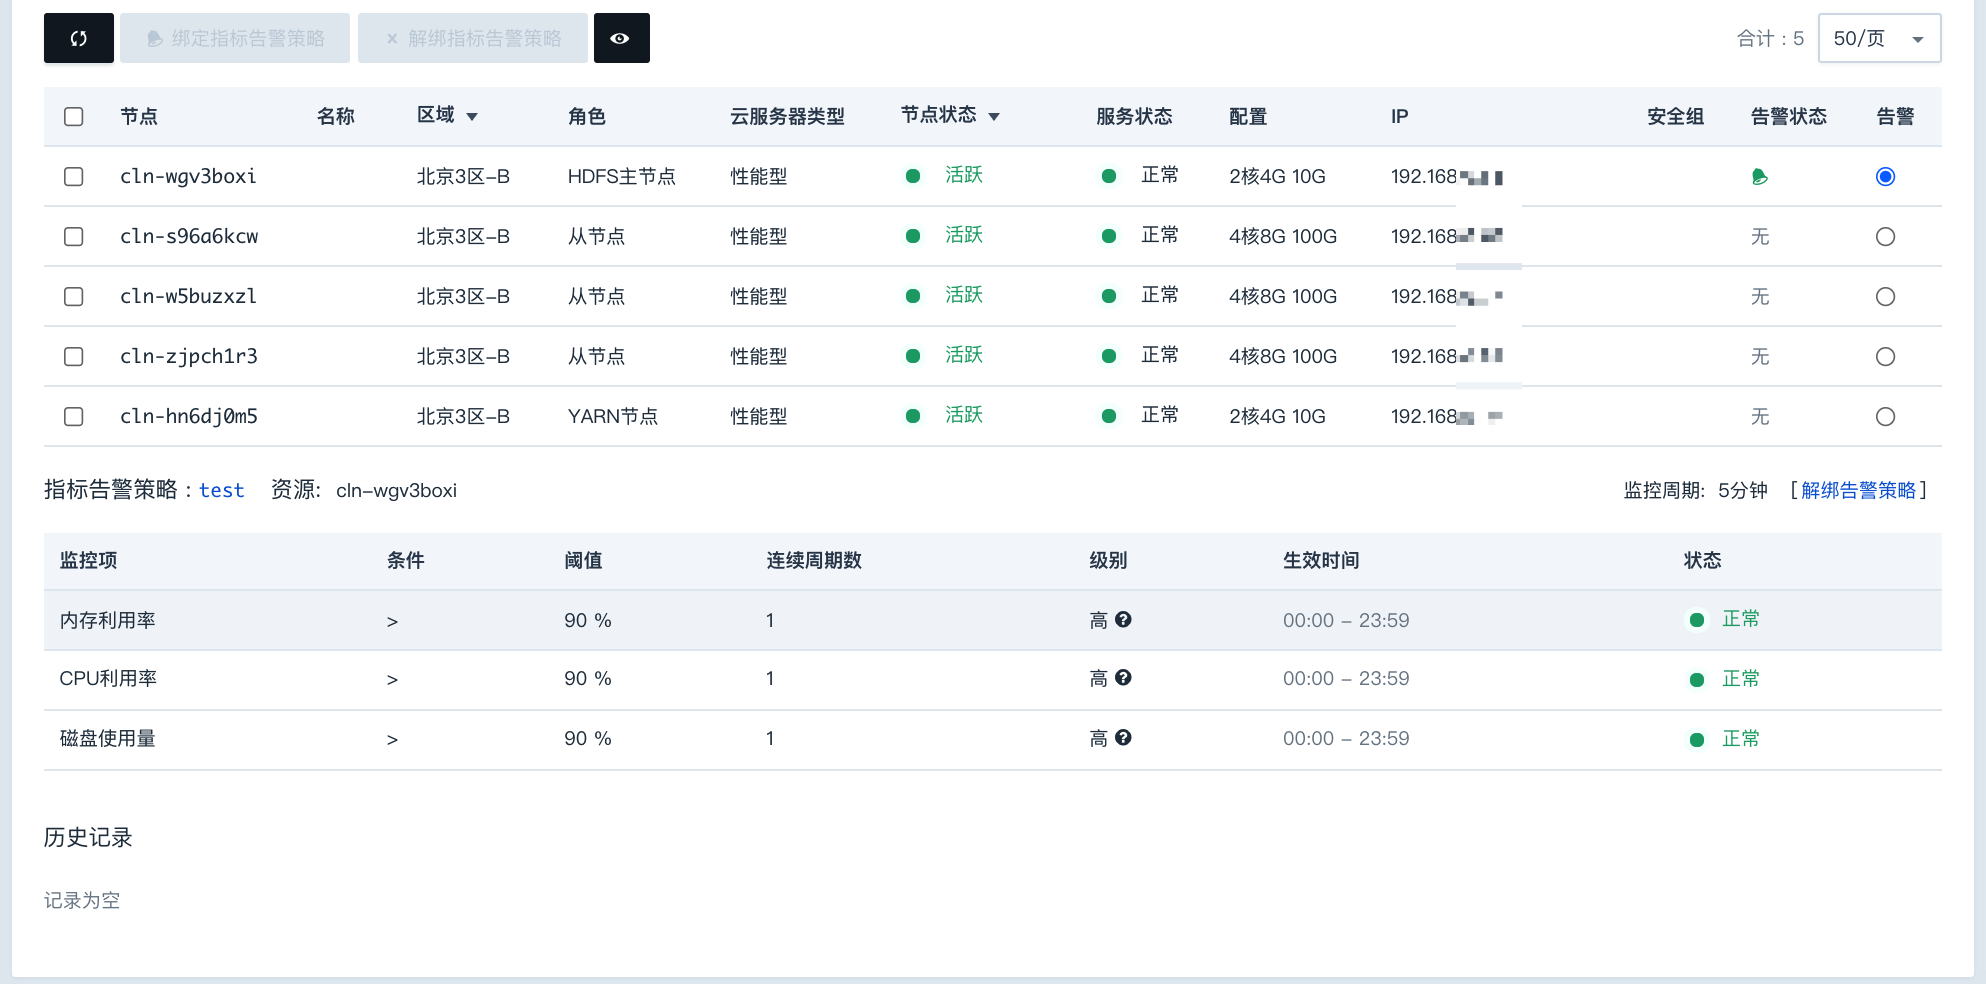 绑定指标告警策略 × 解绑指标告警策略 合计：5 50/页
节点 名称 区域 角色 云服务器类型 节点状态 服务状态 配置 IP 安全组 告警状态 告警
cln-wgv3boxi 北京3区-B HDFS主节点 性能型 活跃 正常 2核4G 10G 192.168
cln-s96a6kcw 北京3区-B 从节点 性能型 活跃 正常 4核8G 100G 192.168 无
cln-w5buzxzl 北京3区-B 从节点 性能型 活跃 正常 4核8G 100G 192.168 无
cln-zjpch1r3 北京3区-B 从节点 性能型 活跃 正常 4核8G 100G 192.168 无
cln-hn6dj0m5 北京3区-B YARN节点 性能型 活跃 正常 2核4G 10G 192.168 无
指标告警策略：test 资源: cln-wgv3boxi 监控周期: 5分钟 [解绑告警策略]
监控项 条件 阈值 连续周期数 级别 生效时间 状态
内存利用率 > 90 % 1 高 00:00 - 23:59 正常
CPU利用率 > 90 % 1 高 00:00 - 23:59 正常
磁盘使用量 > 90 % 1 高 00:00 - 23:59 正常
历史记录
记录为空